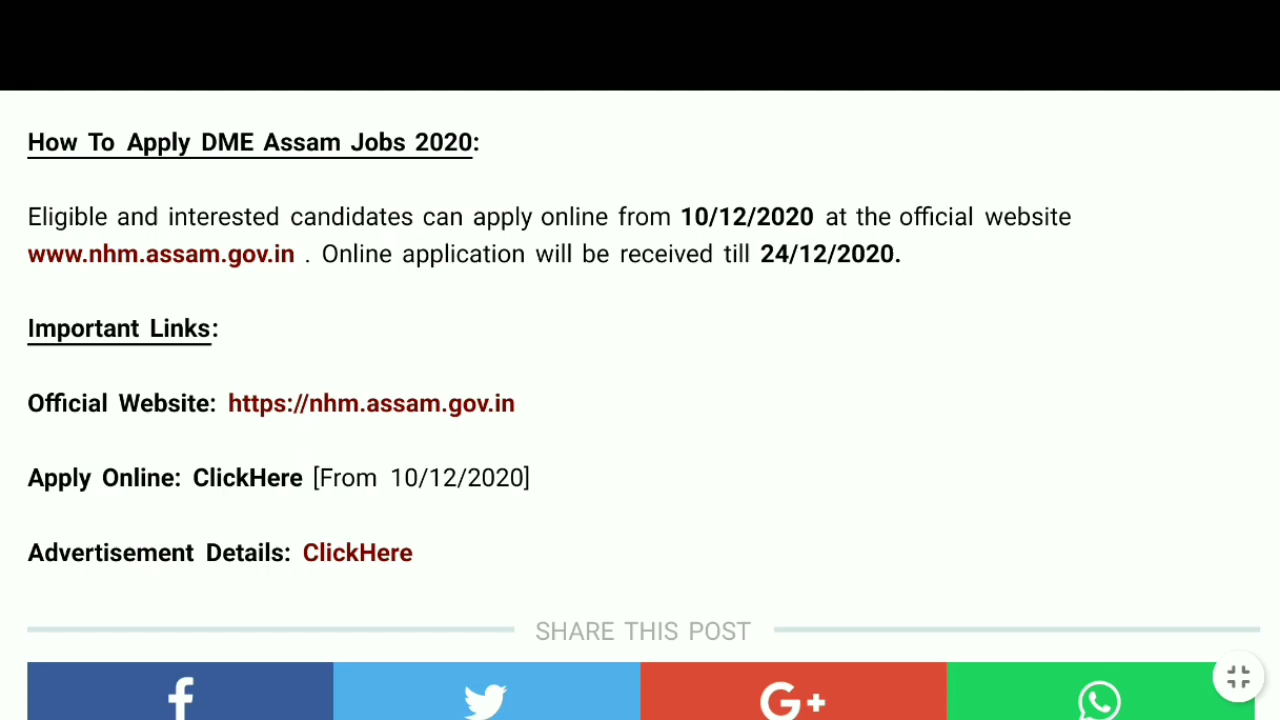 How To Apply DME Assam Jobs 2020:
Eligible and interested candidates can apply online from 10/12/2020 at the official website
www.nhm.assam.gov.in . Online application will be received till 24/12/2020.
Important Links:
Official Website: https://nhm.assam.gov.in
Apply Online: ClickHere [From 10/12/2020]
Advertisement Details: ClickHere
SHARE THIS POST